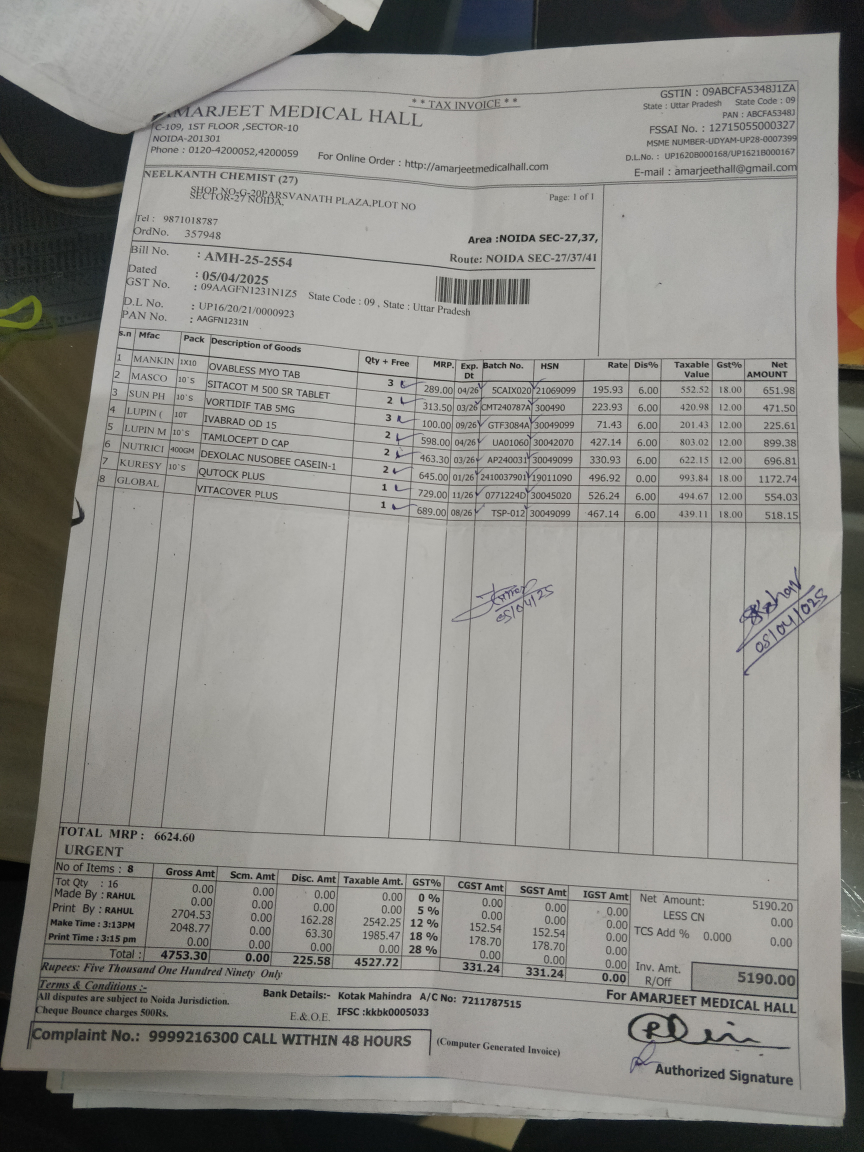 * * TAX INVOICE * *
AMARJEET MEDICAL HALL
C-109, 1ST FLOOR ,SECTOR-10
NOIDA-201301
Phone : 0120-4200052,4200059
For Online Order : http://amarjeetmedicalhall.com
GSTIN : 09ABCFA5348J1ZA
State : Uttar Pradesh State Code : 09
PAN : ABCFA5348J
FSSAI No. : 12715055000327
MSME NUMBER-UDYAM-UP28-0007399
D.L.No. : UP1620B000168/UP1621B000167
E-mail : amarjeethall@gmail.com
NEELKANTH CHEMIST (27)
SHOP NO-G-20PARSVANATH PLAZA,PLOT NO
SECTOR-27 NOIDA,
Page: 1 of 1
Tel : 9871018787
OrdNo. 357948
Area :NOIDA SEC-27,37,
Bill No. : AMH-25-2554
Route: NOIDA SEC-27/37/41
Dated : 05/04/2025
GST No. : 09AAGFN1231N1Z5 State Code : 09 , State : Uttar Pradesh
D.L No. : UP16/20/21/0000923
PAN No. : AAGFN1231N
s.n Mfac Pack Description of Goods Qty + Free MRP. Exp. Dt Batch No. HSN Rate Dis% Taxable Value Gst% Net AMOUNT
1 MANKIN 1X10 OVABLESS MYO TAB 3 289.00 04/26 5CAIX020 21069099 195.93 6.00 552.52 18.00 651.98
2 MASCO 10`S SITACOT M 500 SR TABLET 2 313.50 03/26 CMT240787A 300490 223.93 6.00 420.98 12.00 471.50
3 SUN PH 10`S VORTIDIF TAB 5MG 3 100.00 09/26 GTF3084A 30049099 71.43 6.00 201.43 12.00 225.61
4 LUPIN ( 10T IVABRAD OD 15 2 598.00 04/26 UA01060 30042070 427.14 6.00 803.02 12.00 899.38
5 LUPIN M 10`S TAMLOCEPT D CAP 2 463.30 03/26 AP240031 30049099 330.93 6.00 622.15 12.00 696.81
6 NUTRICI 400GM DEXOLAC NUSOBEE CASEIN-1 2 645.00 01/26 2410037901 19011090 496.92 0.00 993.84 18.00 1172.74
7 KURESY 10`S QUTOCK PLUS 1 729.00 11/26 0771224D 30045020 526.24 6.00 494.67 12.00 554.03
8 GLOBAL VITACOVER PLUS 1 689.00 08/26 TSP-012 30049099 467.14 6.00 439.11 18.00 518.15
05/04/25
05/04/025
TOTAL MRP : 6624.60
URGENT
No of Items : 8 Gross Amt Scm. Amt Disc. Amt Taxable Amt. GST% CGST Amt SGST Amt IGST Amt
Tot Qty : 16 0.00 0.00 0.00 0.00 0 % 0.00 0.00 0.00
Made By : RAHUL 0.00 0.00 0.00 0.00 5 % 0.00 0.00 0.00
Print By : RAHUL 2704.53 0.00 162.28 2542.25 12 % 152.54 152.54 0.00
Make Time : 3:13PM 2048.77 0.00 63.30 1985.47 18 % 178.70 178.70 0.00
Print Time : 3:15 pm 0.00 0.00 0.00 0.00 28 % 0.00 0.00 0.00
Total : 4753.30 0.00 225.58 4527.72 331.24 331.24 0.00
Net Amount: 5190.20
LESS CN 0.00
TCS Add % 0.000 0.00
Inv. Amt.
R/Off 5190.00
Rupees: Five Thousand One Hundred Ninety Only
Terms & Conditions :-
All disputes are subject to Noida Jurisdiction.
Cheque Bounce charges 500Rs.
E.& O.E
Bank Details:- Kotak Mahindra A/C No: 7211787515
IFSC :kkbk0005033
For AMARJEET MEDICAL HALL
Complaint No.: 9999216300 CALL WITHIN 48 HOURS
(Computer Generated Invoice)
Authorized Signature